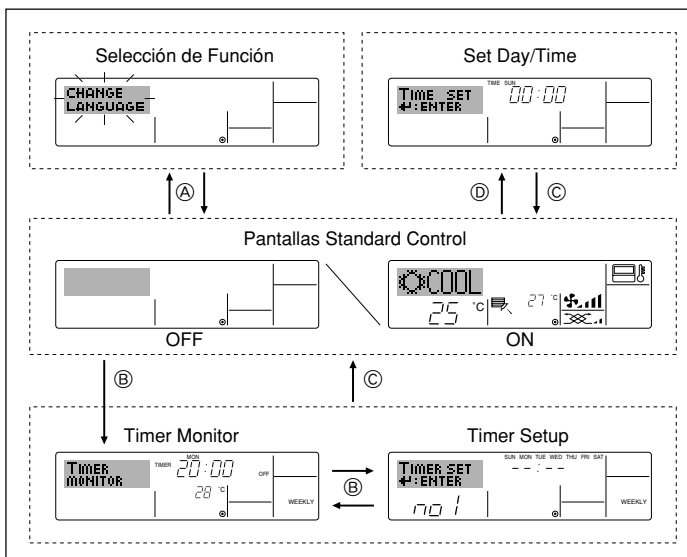 Selección de Función
CHANGE
LANGUAGE
Set Day/Time
TIME SUN
TIME SET
↵:ENTER
00:00
Ⓐ
Ⓓ
Ⓒ
Pantallas Standard Control
OFF
COOL
25 °C
27 °C
ON
Ⓑ
Ⓒ
Timer Monitor
TIMER
MONITOR
MON
TIMER 20:00 OFF
28 °C
WEEKLY
Ⓑ
Timer Setup
TIMER SET
↵:ENTER
SUN MON TUE WED THU FRI SAT
--:--
no 1
WEEKLY